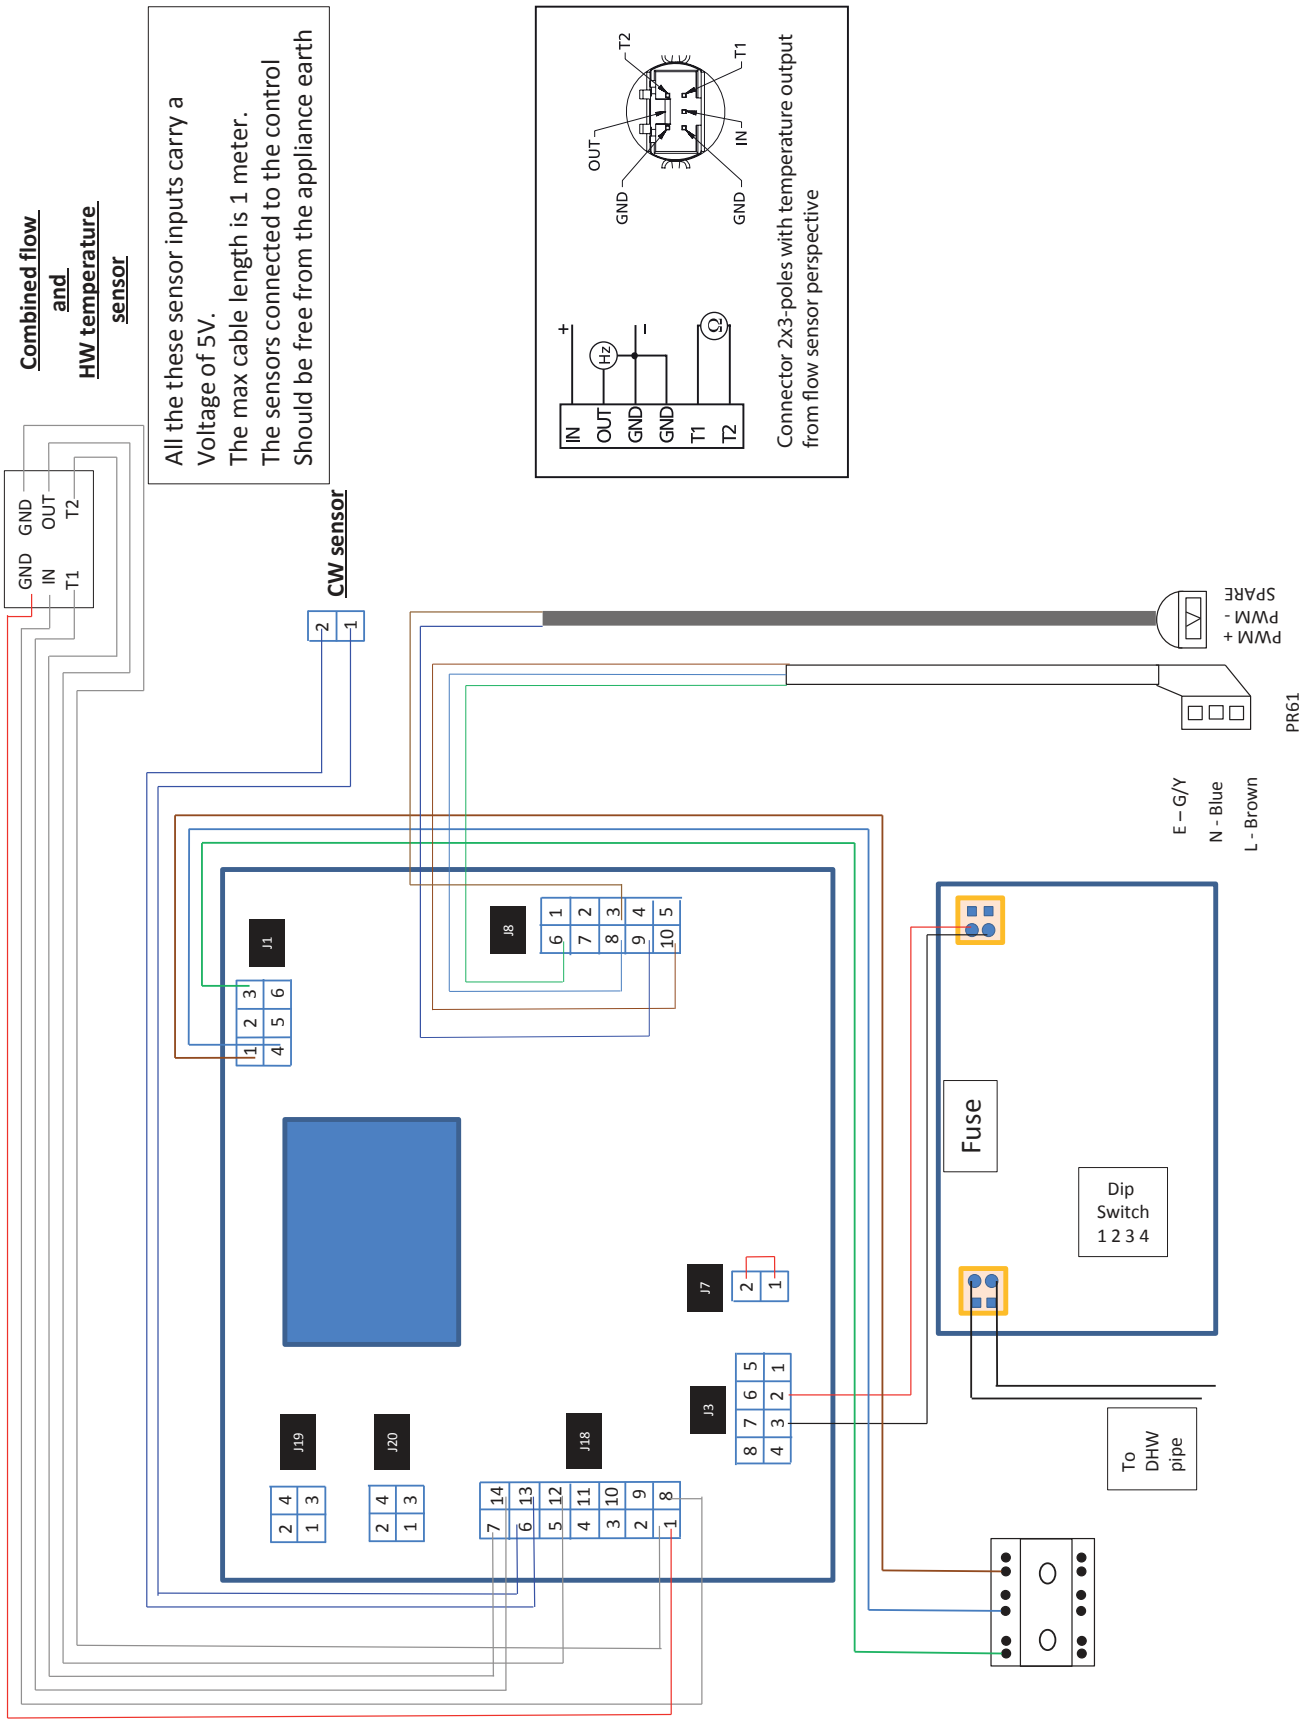 Combined flow
and
HW temperature
sensor
GND GND
IN OUT
T1 T2
All the these sensor inputs carry a
Voltage of 5V.
The max cable length is 1 meter.
The sensors connected to the control
Should be free from the appliance earth
CW sensor
2
1
J1
1 2 3
4 5 6
J19
2 4
1 3
J20
2 4
1 3
J18
7 14
6 13
5 12
4 11
3 10
2 9
1 8
J8
6 1
7 2
8 3
9 4
10 5
J7
2
1
J3
8 7 6 5
4 3 2 1
IN +
OUT Hz
GND -
GND
T1 Ω
T2
GND OUT T2
GND IN T1
Connector 2x3-poles with temperature output
from flow sensor perspective
Fuse
Dip
Switch
1 2 3 4
To
DHW
pipe
E – G/Y
N - Blue
L - Brown
PR61
PWM +
PWM -
SPARE